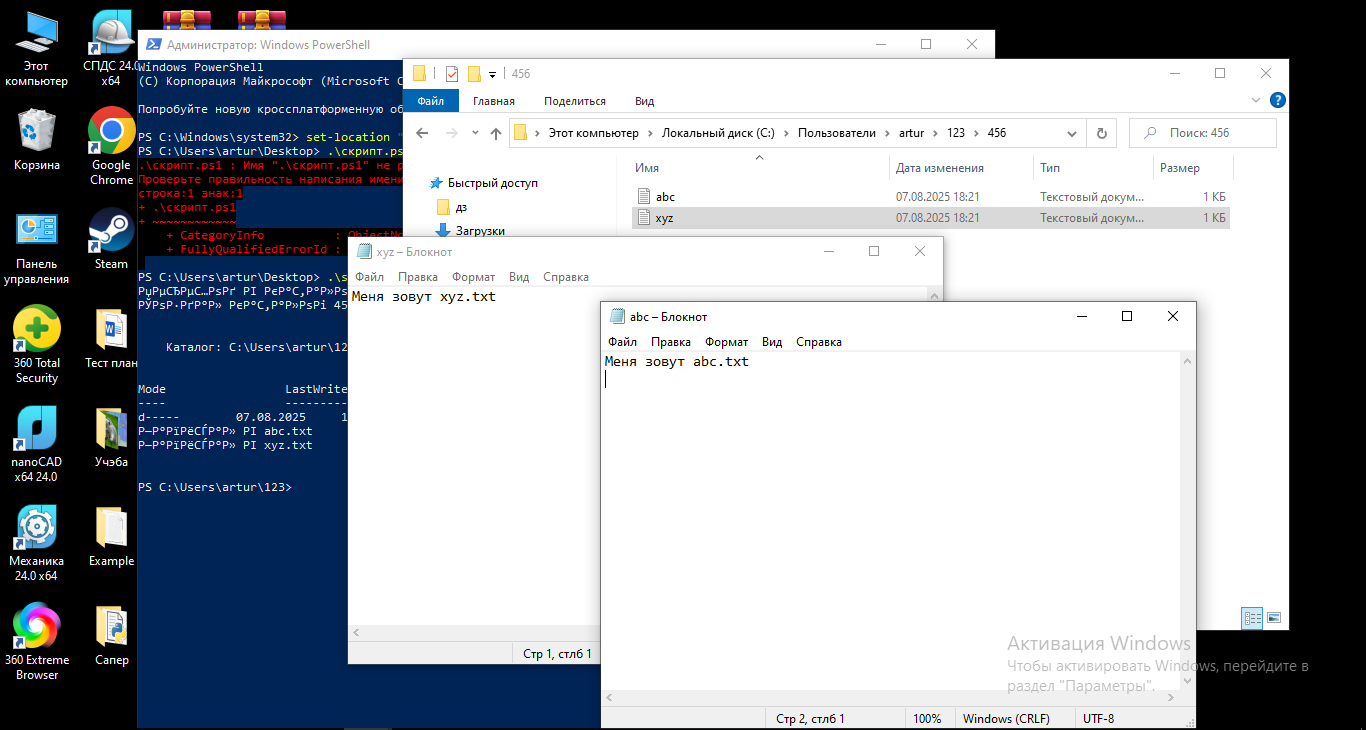 Этот
компьютер
СПДС 24.0
x64
Корзина
Google
Chrome
Панель
управления
Steam
360 Total
Security
Тест план
nanoCAD
x64 24.0
Учэба
Механика
24.0 x64
Example
360 Extreme
Browser
Сапер
Администратор: Windows PowerShell
Windows PowerShell
(C) Корпорация Майкрософт (Microsoft C
Попробуйте новую кроссплатформенную об
PS C:\Windows\system32> set-location "
PS C:\Users\artur\Desktop> .\скрипт.ps
.\скрипт.ps1 : Имя ".\скрипт.ps1" не р
Проверьте правильность написания имени
строка:1 знак:1
+ .\скрипт.ps1
+ ~~~~~~~~~~~~
+ CategoryInfo : ObjectNo
+ FullyQualifiedErrorId :
PS C:\Users\artur\Desktop> .\s
Каталог: C:\Users\artur\12
Mode LastWrite
---- ---------
d----- 07.08.2025 1
Р—Р°РїРёСЃР°Р» РІ abc.txt
Р—Р°РїРёСЃР°Р» РІ xyz.txt
PS C:\Users\artur\123>
456
Файл Главная Поделиться Вид
Этот компьютер Локальный диск (C:) Пользователи artur 123 456
Поиск: 456
Имя Дата изменения Тип Размер
Быстрый доступ
дз
Загрузки
abc 07.08.2025 18:21 Текстовый докум... 1 КБ
xyz 07.08.2025 18:21 Текстовый докум... 1 КБ
xyz – Блокнот
Файл Правка Формат Вид Справка
Меня зовут xyz.txt
Стр 1, стлб 1
abc – Блокнот
Файл Правка Формат Вид Справка
Меня зовут abc.txt
Стр 2, стлб 1 100% Windows (CRLF) UTF-8
Активация Windows
Чтобы активировать Windows, перейдите в
раздел "Параметры".